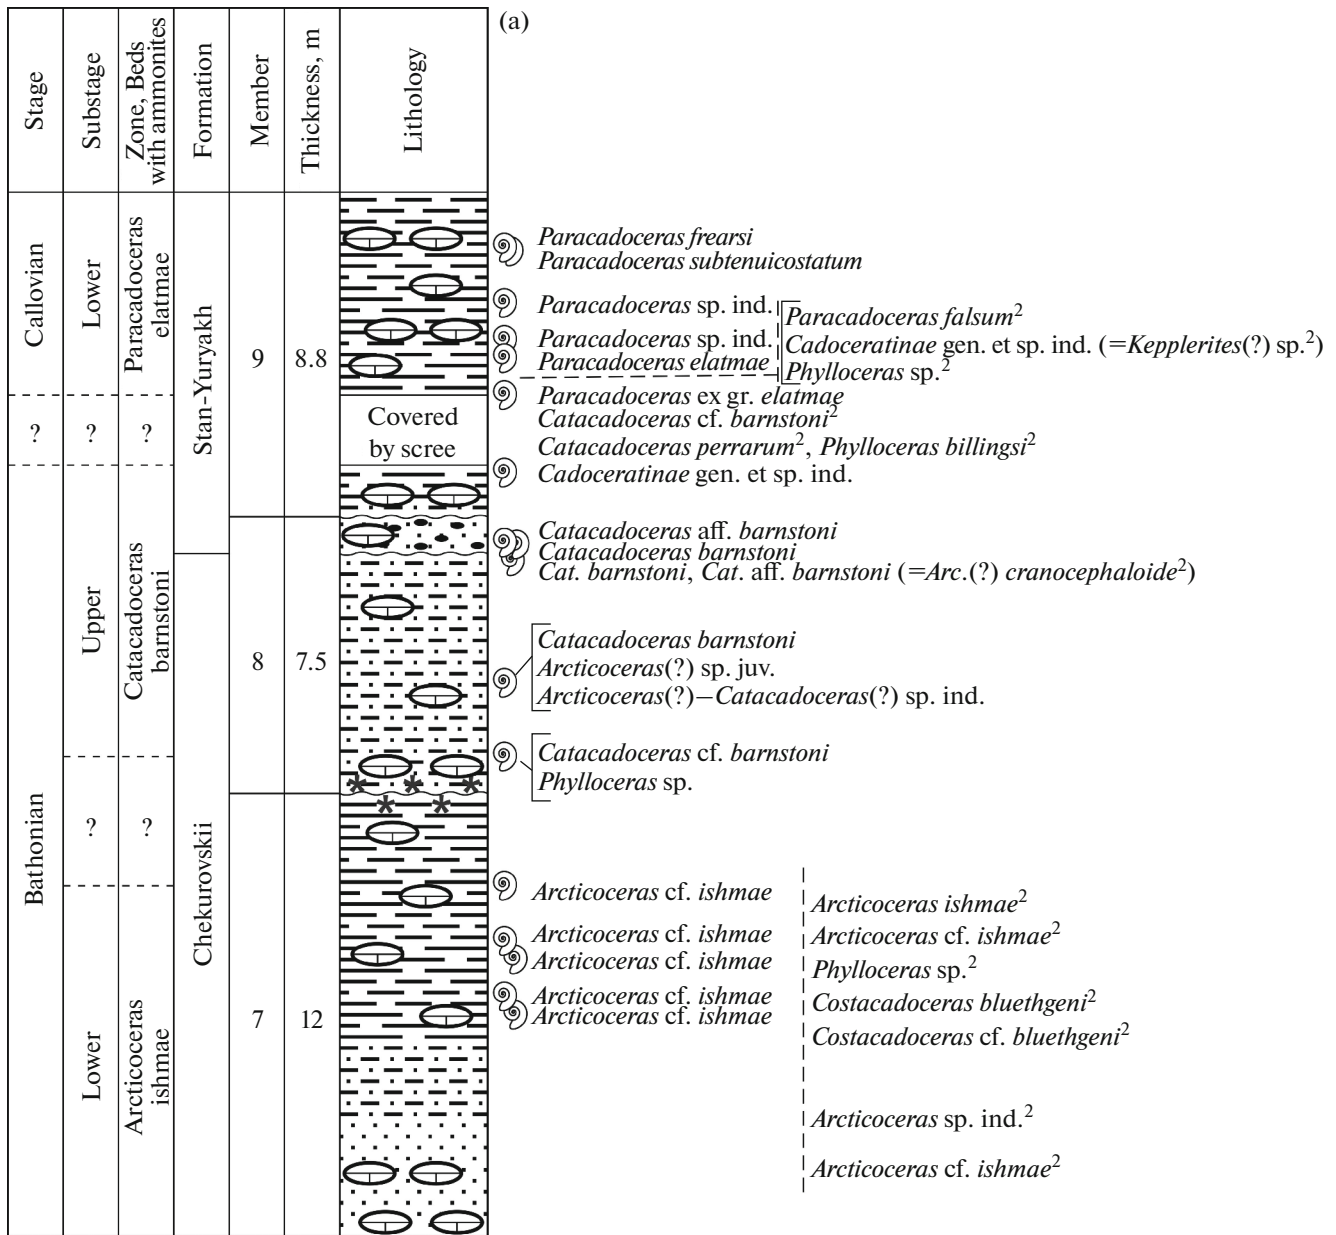 (a)
Stage
Substage
Zone, Beds
with ammonites
Formation
Member
Thickness, m
Lithology
Callovian
Lower
Paracadoceras
elatmae
Stan-Yuryakh
9
8.8
Paracadoceras frearsi
Paracadoceras subtenuicostatum
Paracadoceras sp. ind.
Paracadoceras sp. ind.
Paracadoceras elatmae
Paracadoceras falsum²
Cadoceratinae gen. et sp. ind. (=Kepplerites(?) sp.²)
Phylloceras sp.²
Paracadoceras ex gr. elatmae
? ? ?
Covered
by scree
Catacadoceras cf. barnstoni²
Catacadoceras perrarum², Phylloceras billingsi²
Cadoceratinae gen. et sp. ind.
Bathonian
Upper
Catacadoceras
barnstoni
Chekurovskii
8
7.5
Catacadoceras aff. barnstoni
Catacadoceras barnstoni
Cat. barnstoni, Cat. aff. barnstoni (=Arc.(?) cranocephaloide²)
Catacadoceras barnstoni
Arcticoceras(?) sp. juv.
Arcticoceras(?)–Catacadoceras(?) sp. ind.
Catacadoceras cf. barnstoni
Phylloceras sp.
? ?
Lower
Arcticoceras
ishmae
7
12
Arcticoceras cf. ishmae
Arcticoceras cf. ishmae
Arcticoceras cf. ishmae
Arcticoceras cf. ishmae
Arcticoceras cf. ishmae
Arcticoceras ishmae²
Arcticoceras cf. ishmae²
Phylloceras sp.²
Costacadoceras bluethgeni²
Costacadoceras cf. bluethgeni²
Arcticoceras sp. ind.²
Arcticoceras cf. ishmae²